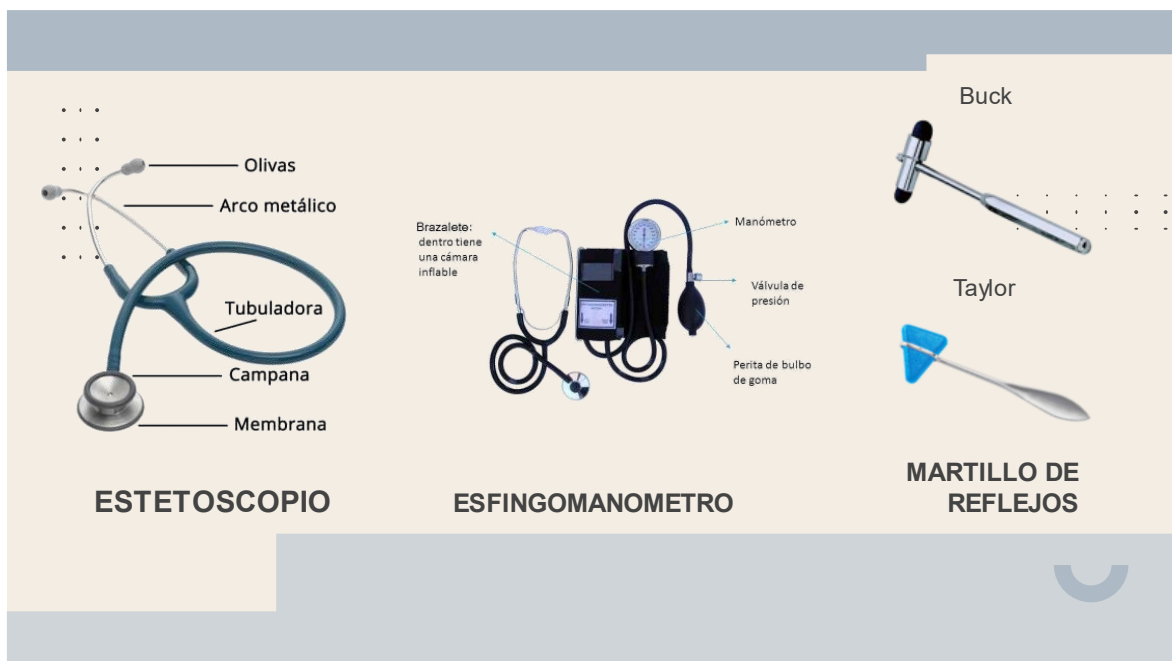 Olivas
Arco metálico
Tubuladora
Campana
Membrana
ESTETOSCOPIO
Brazalete:
dentro tiene
una cámara
inflable
Manómetro
Válvula de
presión
Perita de bulbo
de goma
ESFINGOMANOMETRO
Buck
Taylor
MARTILLO DE
REFLEJOS